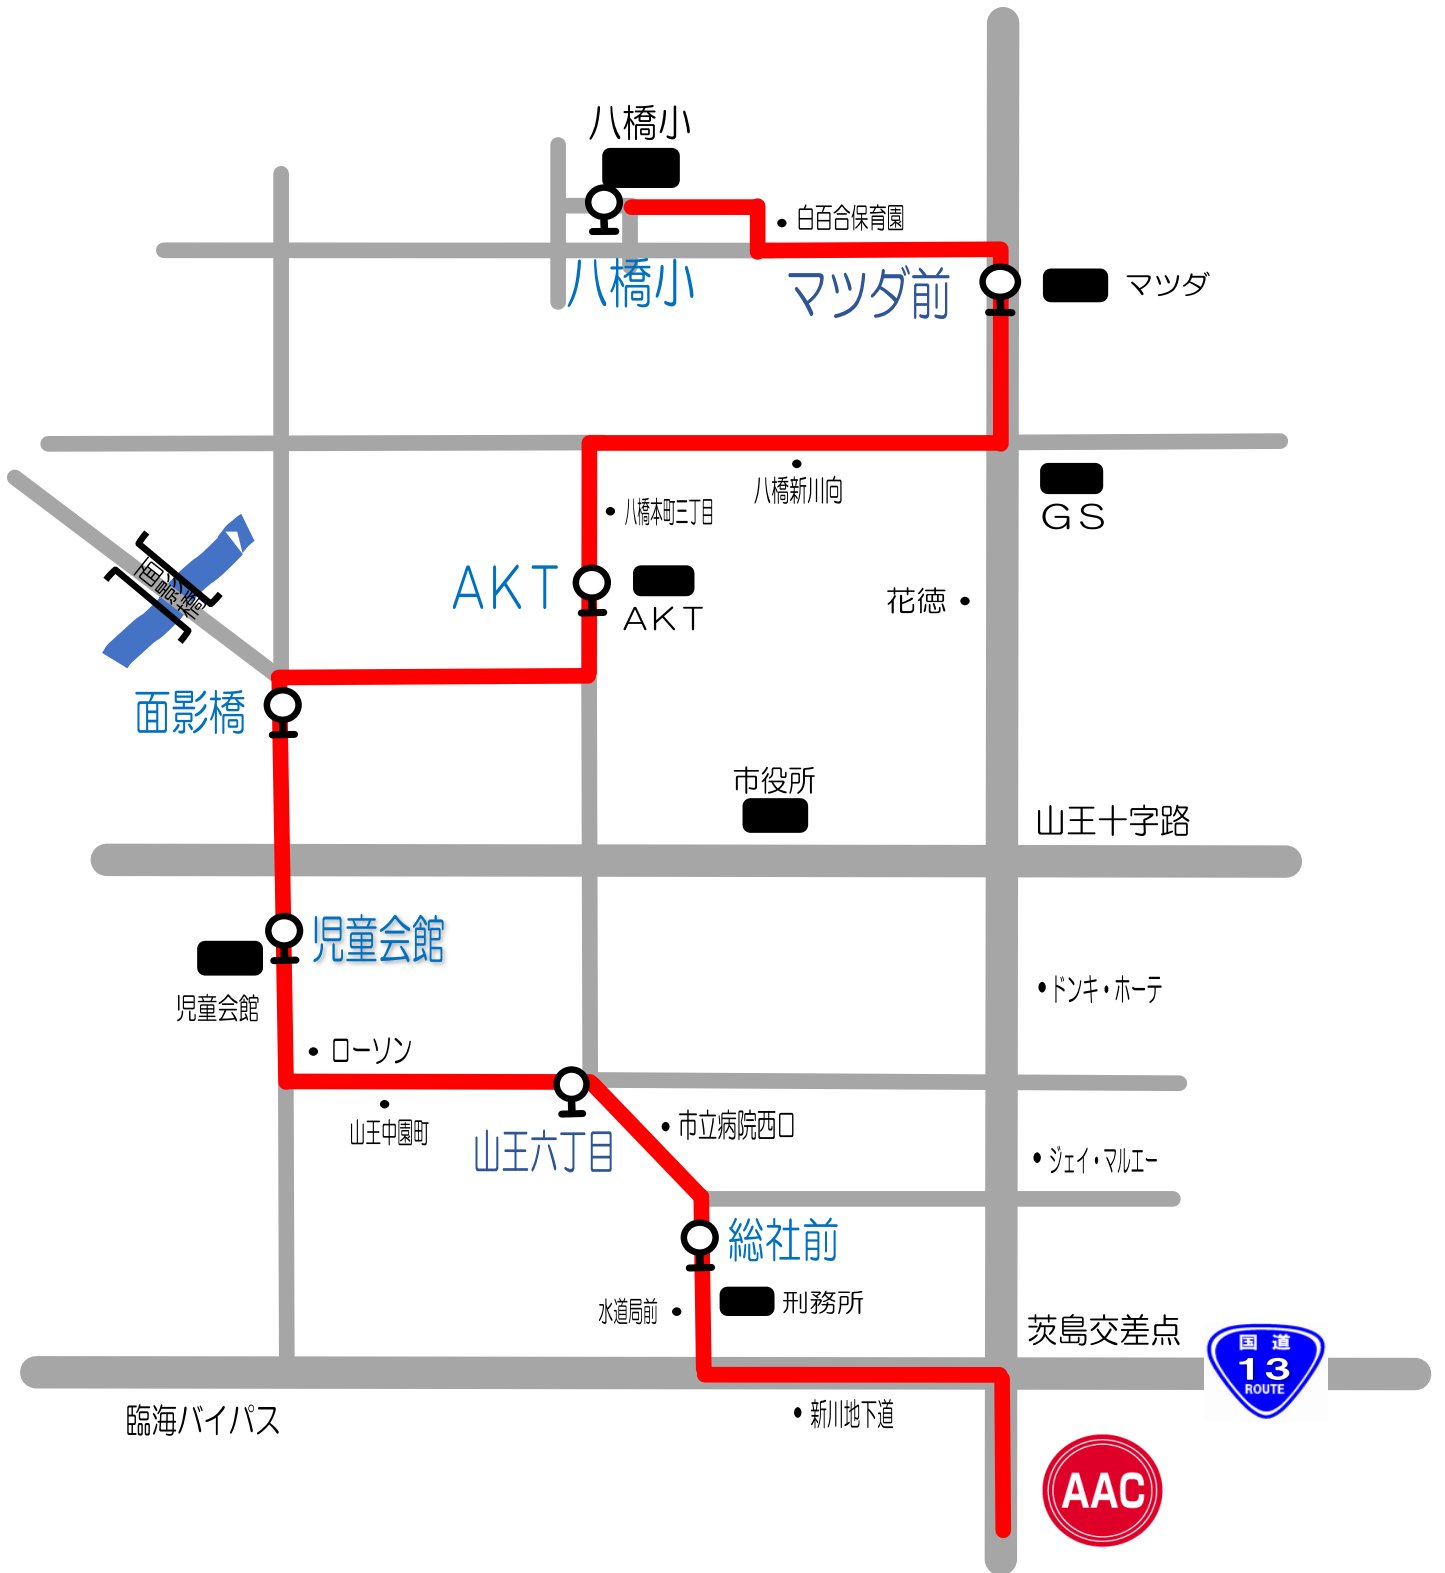 八橋小
白百合保育園
八橋小
マツダ前
マツダ
八橋新川向
八橋本町三丁目
GS
面影橋
AKT
AKT
花徳
面影橋
市役所
山王十字路
児童会館
児童会館
ドンキ・ホーテ
ローソン
山王中園町
市立病院西口
山王六丁目
ジェイ・マルエー
総社前
刑務所
水道局前
茨島交差点
国道
13
ROUTE
臨海バイパス
新川地下道
AAC